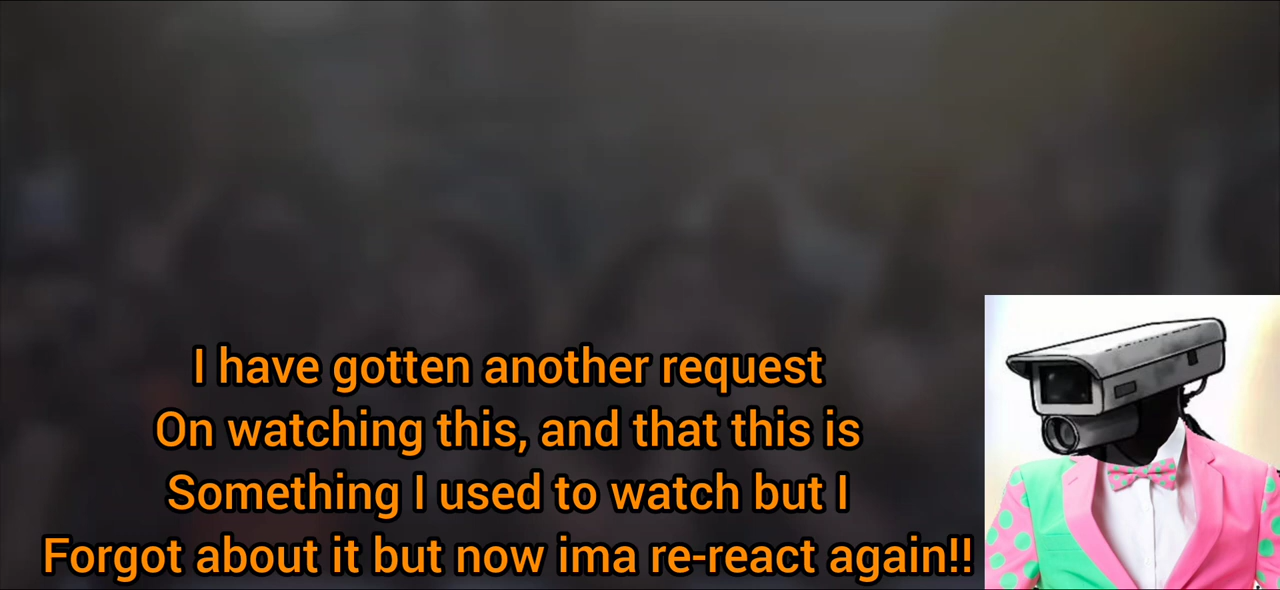 I have gotten another request
On watching this, and that this is
Something I used to watch but I
Forgot about it but now ima re-react again!!